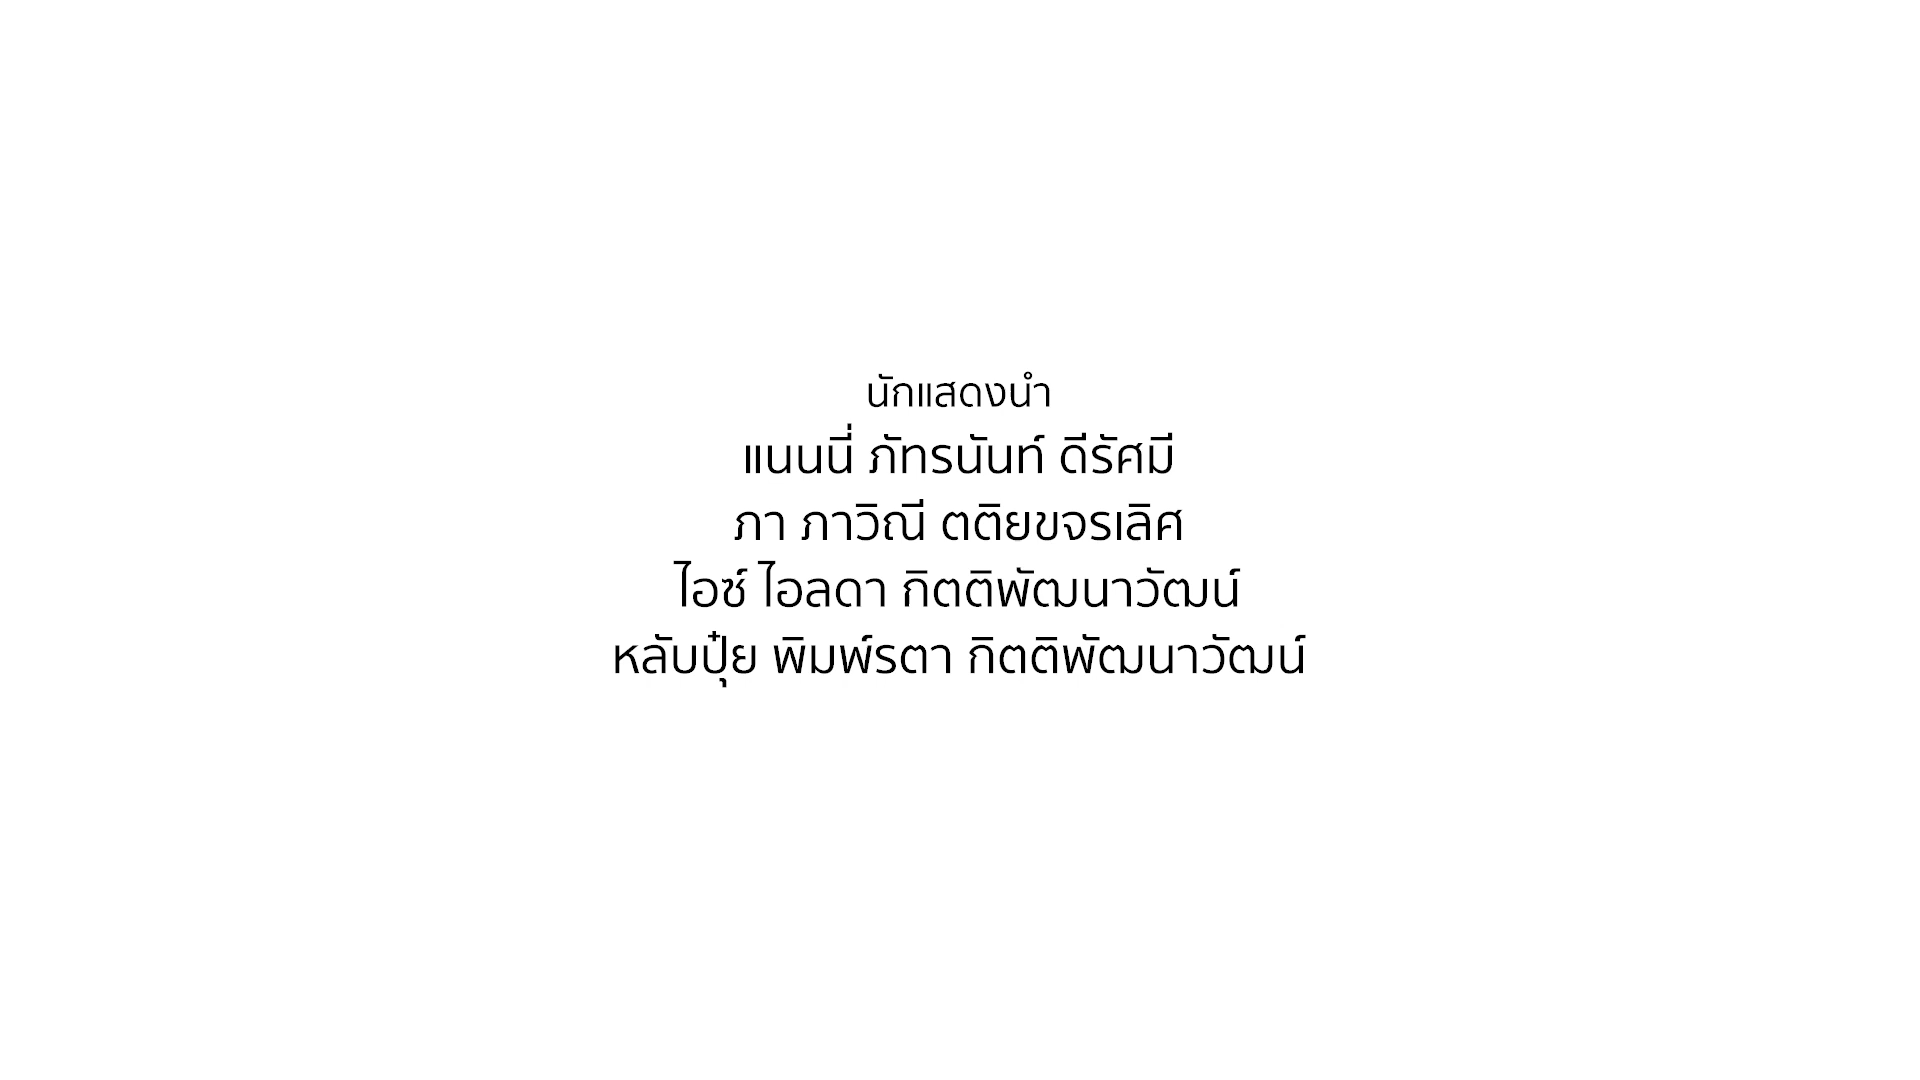 นักแสดงนำ
แนนนี่ ภัทรนันท์ ดีรัศมี
ภา ภาวิณี ตติยขจรเลิศ
ไอซ์ ไอลดา กิตติพัฒนาวัฒน์
หลับปุ๋ย พิมพ์รตา กิตติพัฒนาวัฒน์